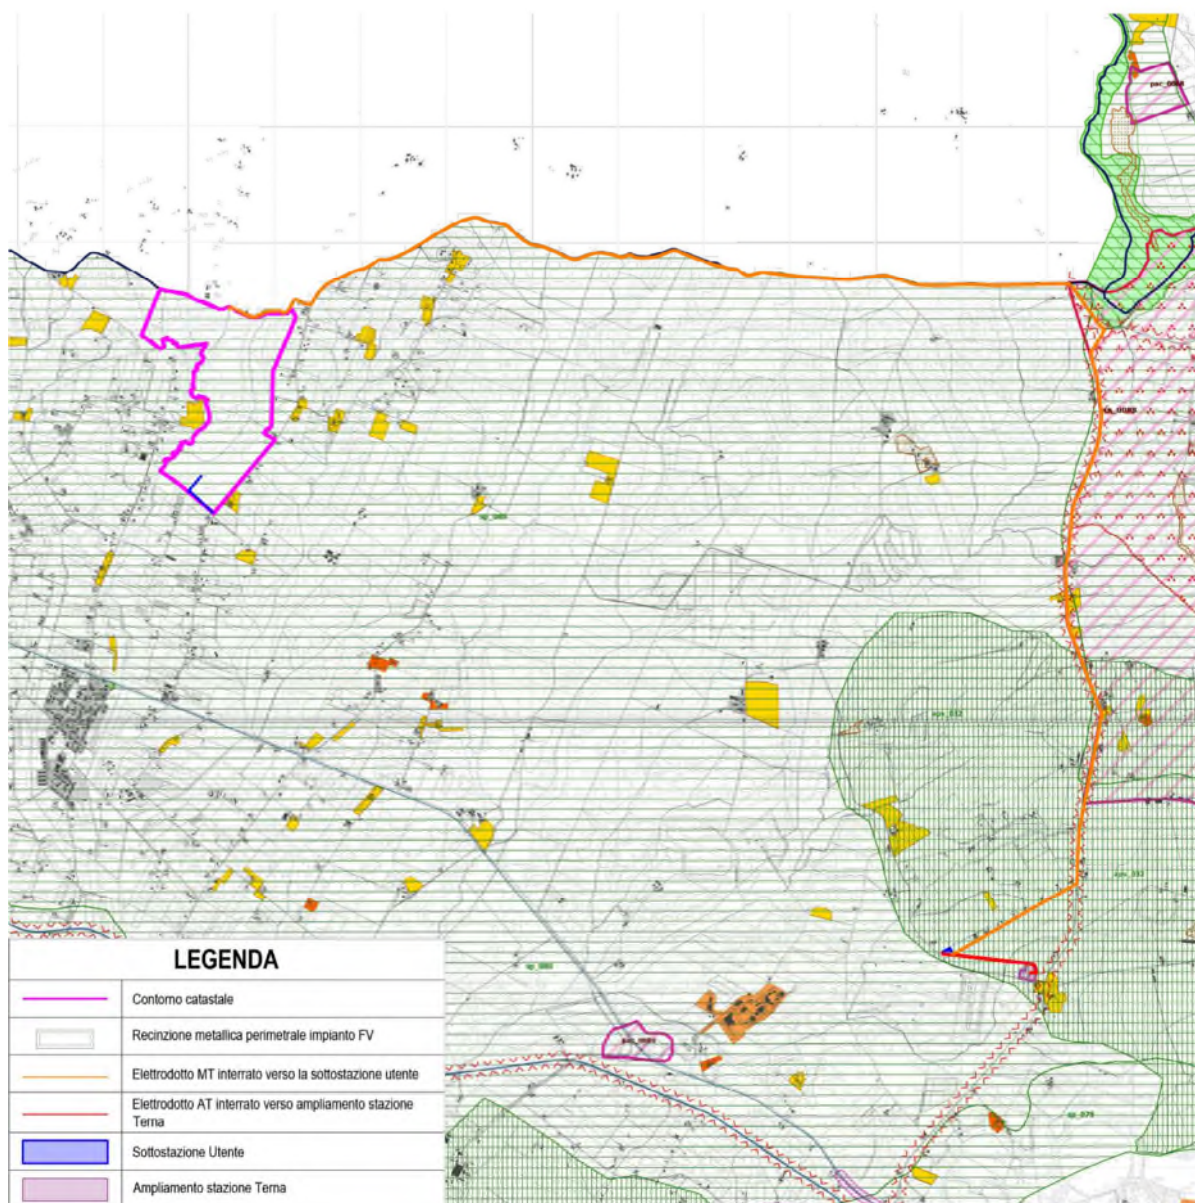 LEGENDA
Contorno catastale
Recinzione metallica perimetrale impianto FV
Elettrodotto MT interrato verso la sottostazione utente
Elettrodotto AT interrato verso ampliamento stazione
Terna
Sottostazione Utente
Ampliamento stazione Terna